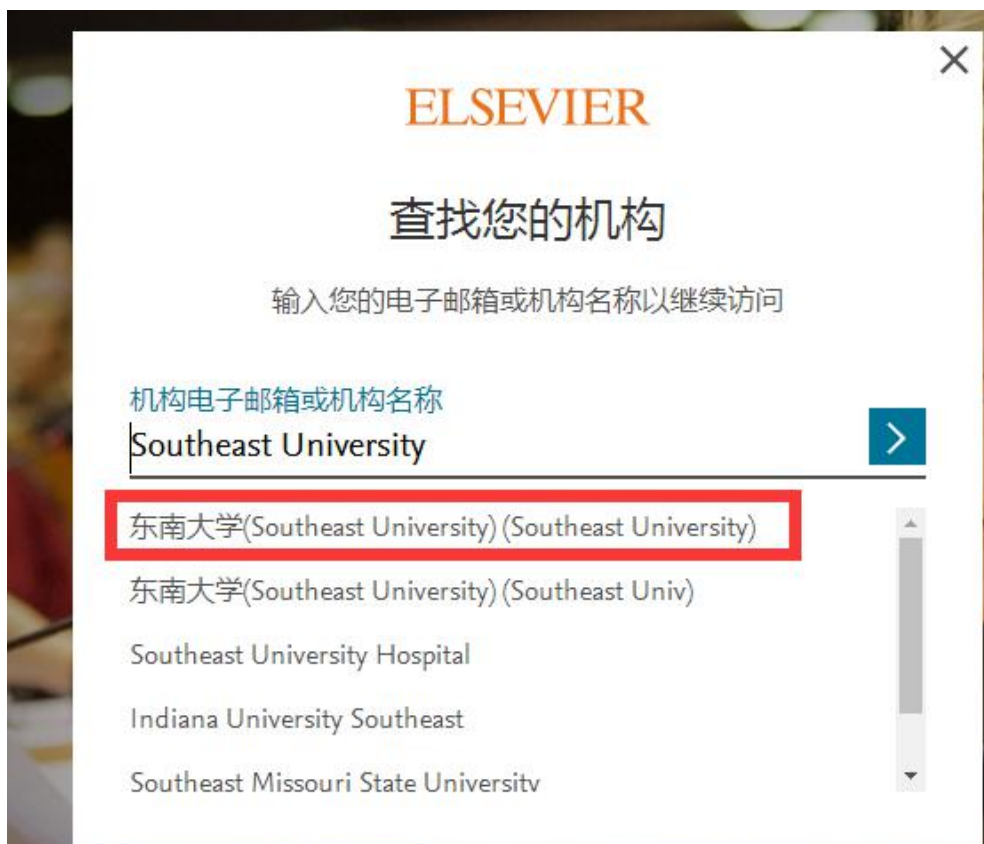 ELSEVIER
查找您的机构
输入您的电子邮箱或机构名称以继续访问
机构电子邮箱或机构名称
Southeast University
东南大学(Southeast University) (Southeast University)
东南大学(Southeast University) (Southeast Univ)
Southeast University Hospital
Indiana University Southeast
Southeast Missouri State University